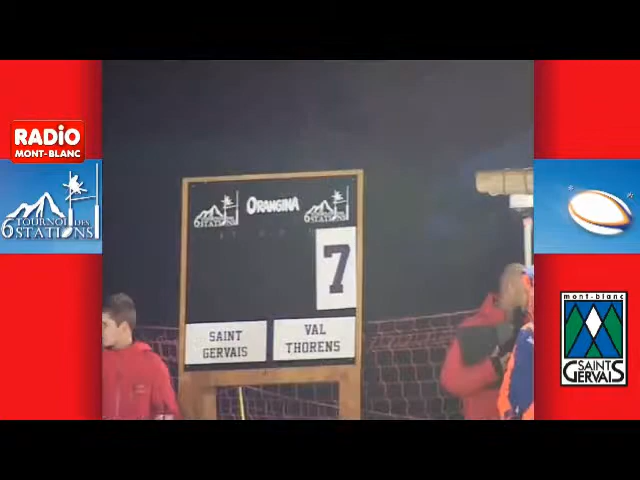 RADIO
MONT-BLANC
TOURNOI DES
6 STATIONS
ORANGINA
6 STATIONS
6 STATIONS
7
SAINT
GERVAIS
VAL
THORENS
mont-blanc
SAINT
GERVAIS